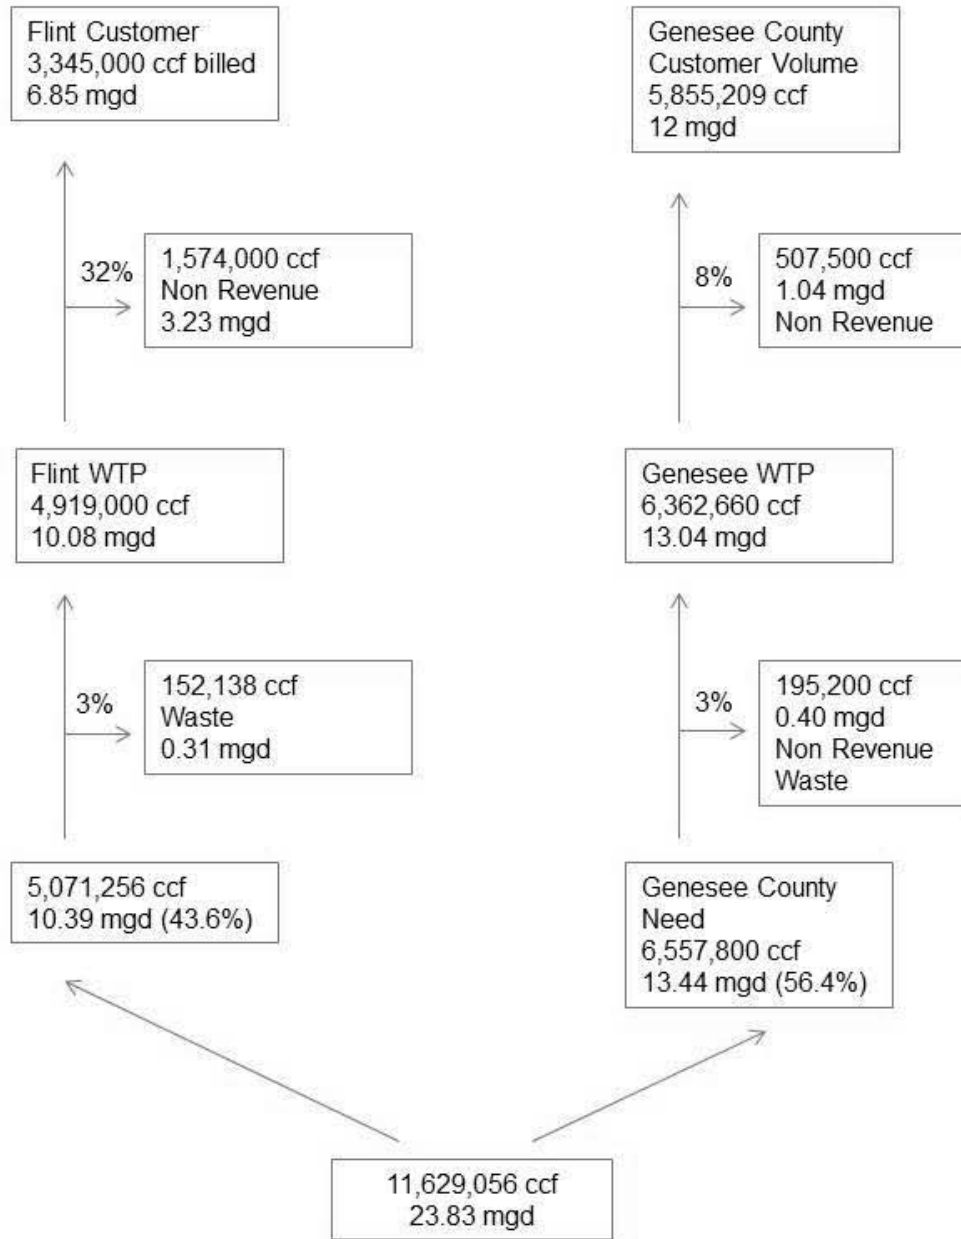 Flint Customer
3,345,000 ccf billed
6.85 mgd
Genesee County
Customer Volume
5,855,209 ccf
12 mgd
32%
1,574,000 ccf
Non Revenue
3.23 mgd
8%
507,500 ccf
1.04 mgd
Non Revenue
Flint WTP
4,919,000 ccf
10.08 mgd
Genesee WTP
6,362,660 ccf
13.04 mgd
3%
152,138 ccf
Waste
0.31 mgd
3%
195,200 ccf
0.40 mgd
Non Revenue
Waste
5,071,256 ccf
10.39 mgd (43.6%)
Genesee County
Need
6,557,800 ccf
13.44 mgd (56.4%)
11,629,056 ccf
23.83 mgd